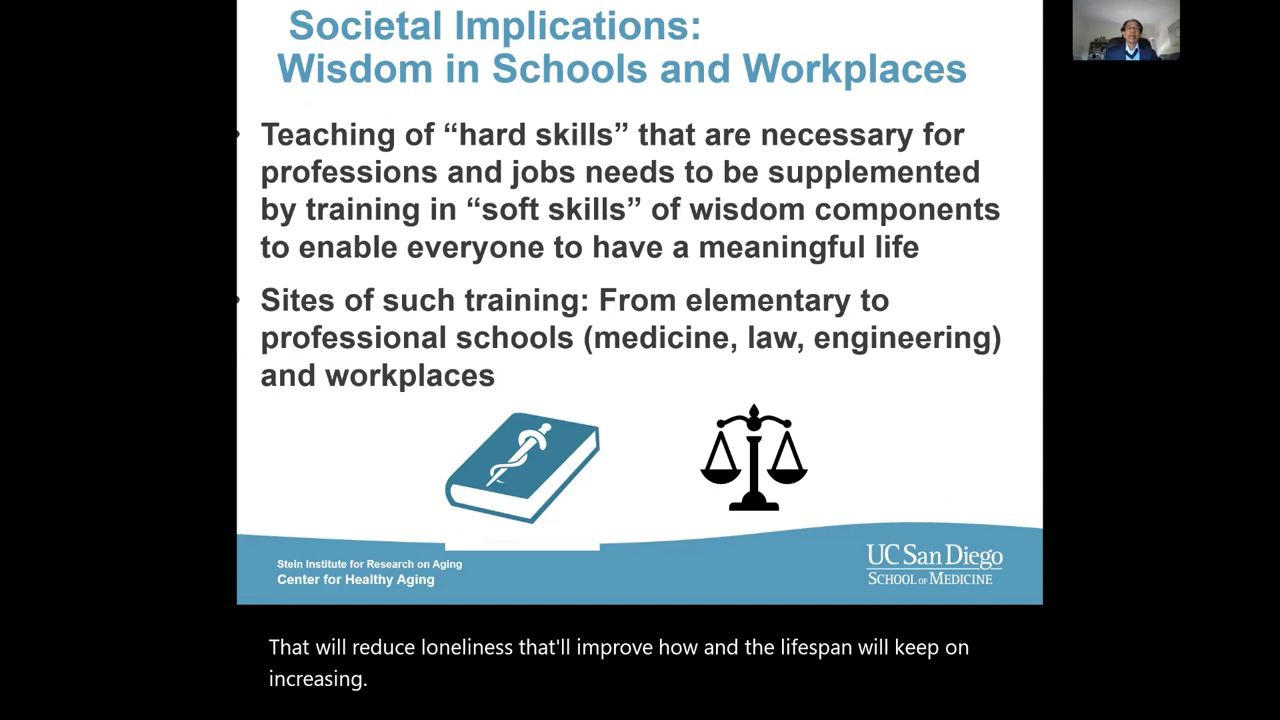 Societal Implications:
Wisdom in Schools and Workplaces
• Teaching of “hard skills” that are necessary for
professions and jobs needs to be supplemented
by training in “soft skills” of wisdom components
to enable everyone to have a meaningful life
• Sites of such training: From elementary to
professional schools (medicine, law, engineering)
and workplaces
Stein Institute for Research on Aging
Center for Healthy Aging
UC San Diego
SCHOOL OF MEDICINE
That will reduce loneliness that'll improve how and the lifespan will keep on
increasing.